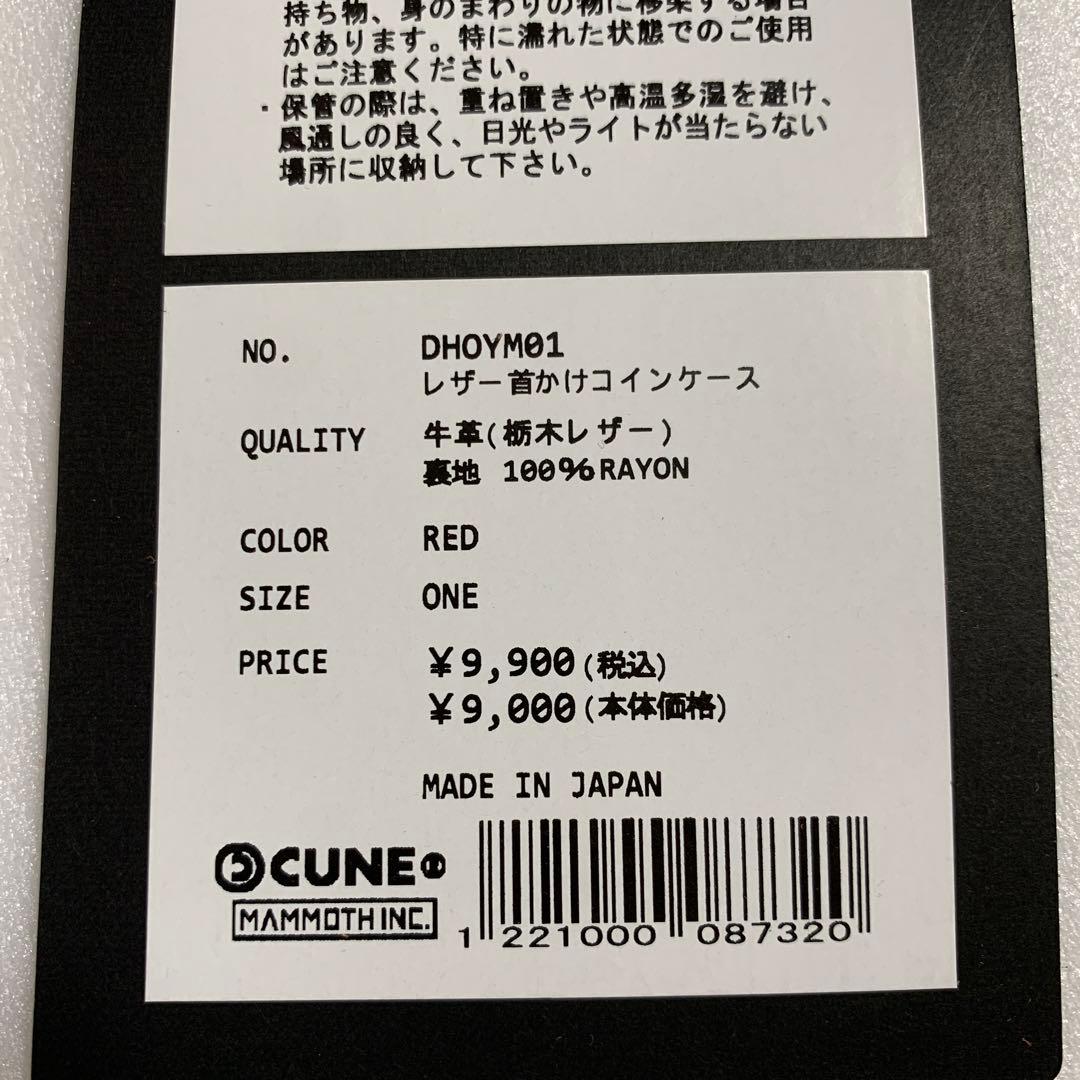 持ち物、身のまわりの物に移染する場合
があります。特に濡れた状態でのご使用
はご注意ください。
・保管の際は、重ね置きや高温多湿を避け、
風通しの良く、日光やライトが当たらない
場所に収納して下さい。
NO. DHOYM01
レザー首かけコインケース
QUALITY 牛革(栃木レザー)
裏地 100%RAYON
COLOR RED
SIZE ONE
PRICE ¥9,900(税込)
¥9,000(本体価格)
MADE IN JAPAN
CUNE
MAMMOTH INC.
1 221000 087320